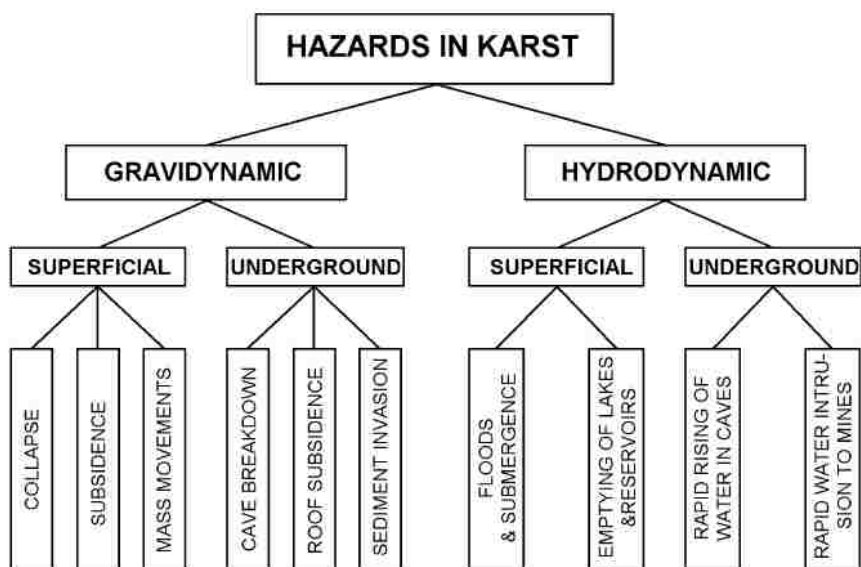 HAZARDS IN KARST
GRAVIDYNAMIC
HYDRODYNAMIC
SUPERFICIAL
UNDERGROUND
SUPERFICIAL
UNDERGROUND
COLLAPSE
SUBSIDENCE
MASS MOVEMENTS
CAVE BREAKDOWN
ROOF SUBSIDENCE
SEDIMENT INVASION
FLOODS
& SUBMERGENCE
EMPTYING OF LAKES
&RESERVOIRS
RAPID RISING OF
WATER IN CAVES
RAPID WATER INTRU-
SION TO MINES